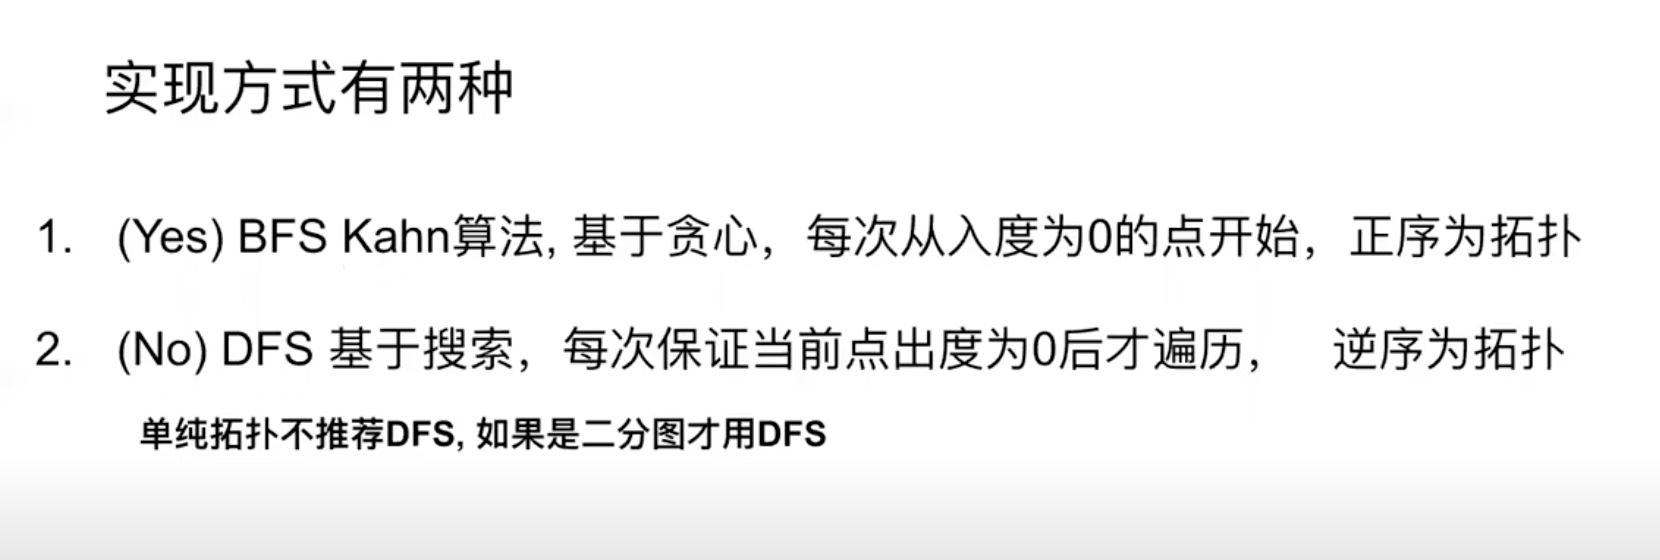 实现方式有两种
1. (Yes) BFS Kahn算法, 基于贪心，每次从入度为0的点开始，正序为拓扑
2. (No) DFS 基于搜索，每次保证当前点出度为0后才遍历， 逆序为拓扑
单纯拓扑不推荐DFS, 如果是二分图才用DFS